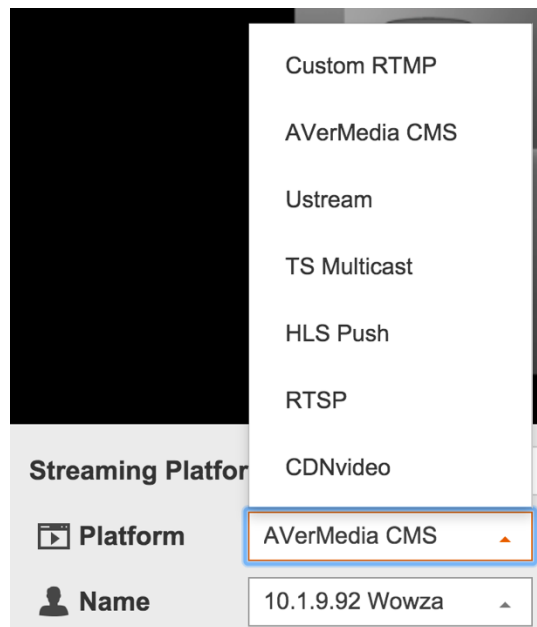 Custom RTMP
AVerMedia CMS
Ustream
TS Multicast
HLS Push
RTSP
CDNvideo
Streaming Platfor
Platform
AVerMedia CMS
Name
10.1.9.92 Wowza